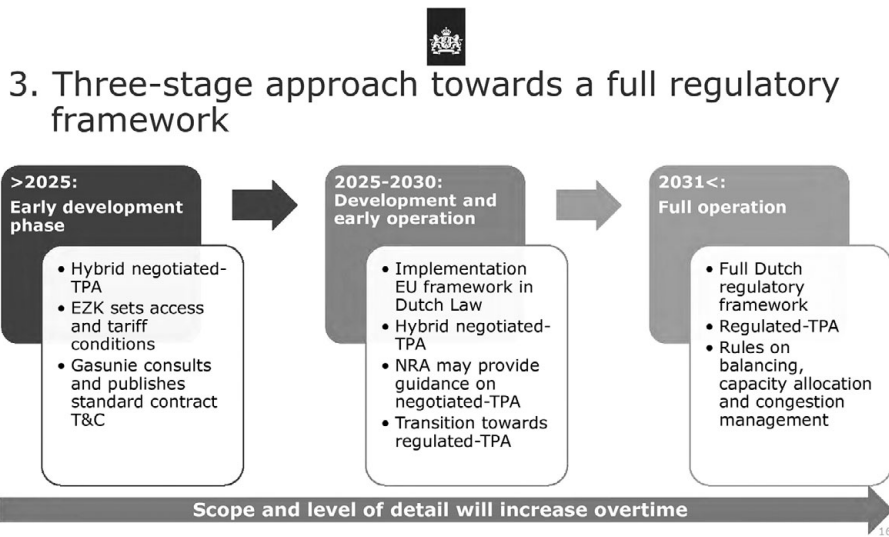 3. Three-stage approach towards a full regulatory
framework
>2025:
Early development
phase
• Hybrid negotiated-
TPA
• EZK sets access
and tariff
conditions
• Gasunie consults
and publishes
standard contract
T&C
2025-2030:
Development and
early operation
• Implementation
EU framework in
Dutch Law
• Hybrid negotiated-
TPA
• NRA may provide
guidance on
negotiated-TPA
• Transition towards
regulated-TPA
2031<:
Full operation
• Full Dutch
regulatory
framework
• Regulated-TPA
• Rules on
balancing,
capacity allocation
and congestion
management
Scope and level of detail will increase overtime
16